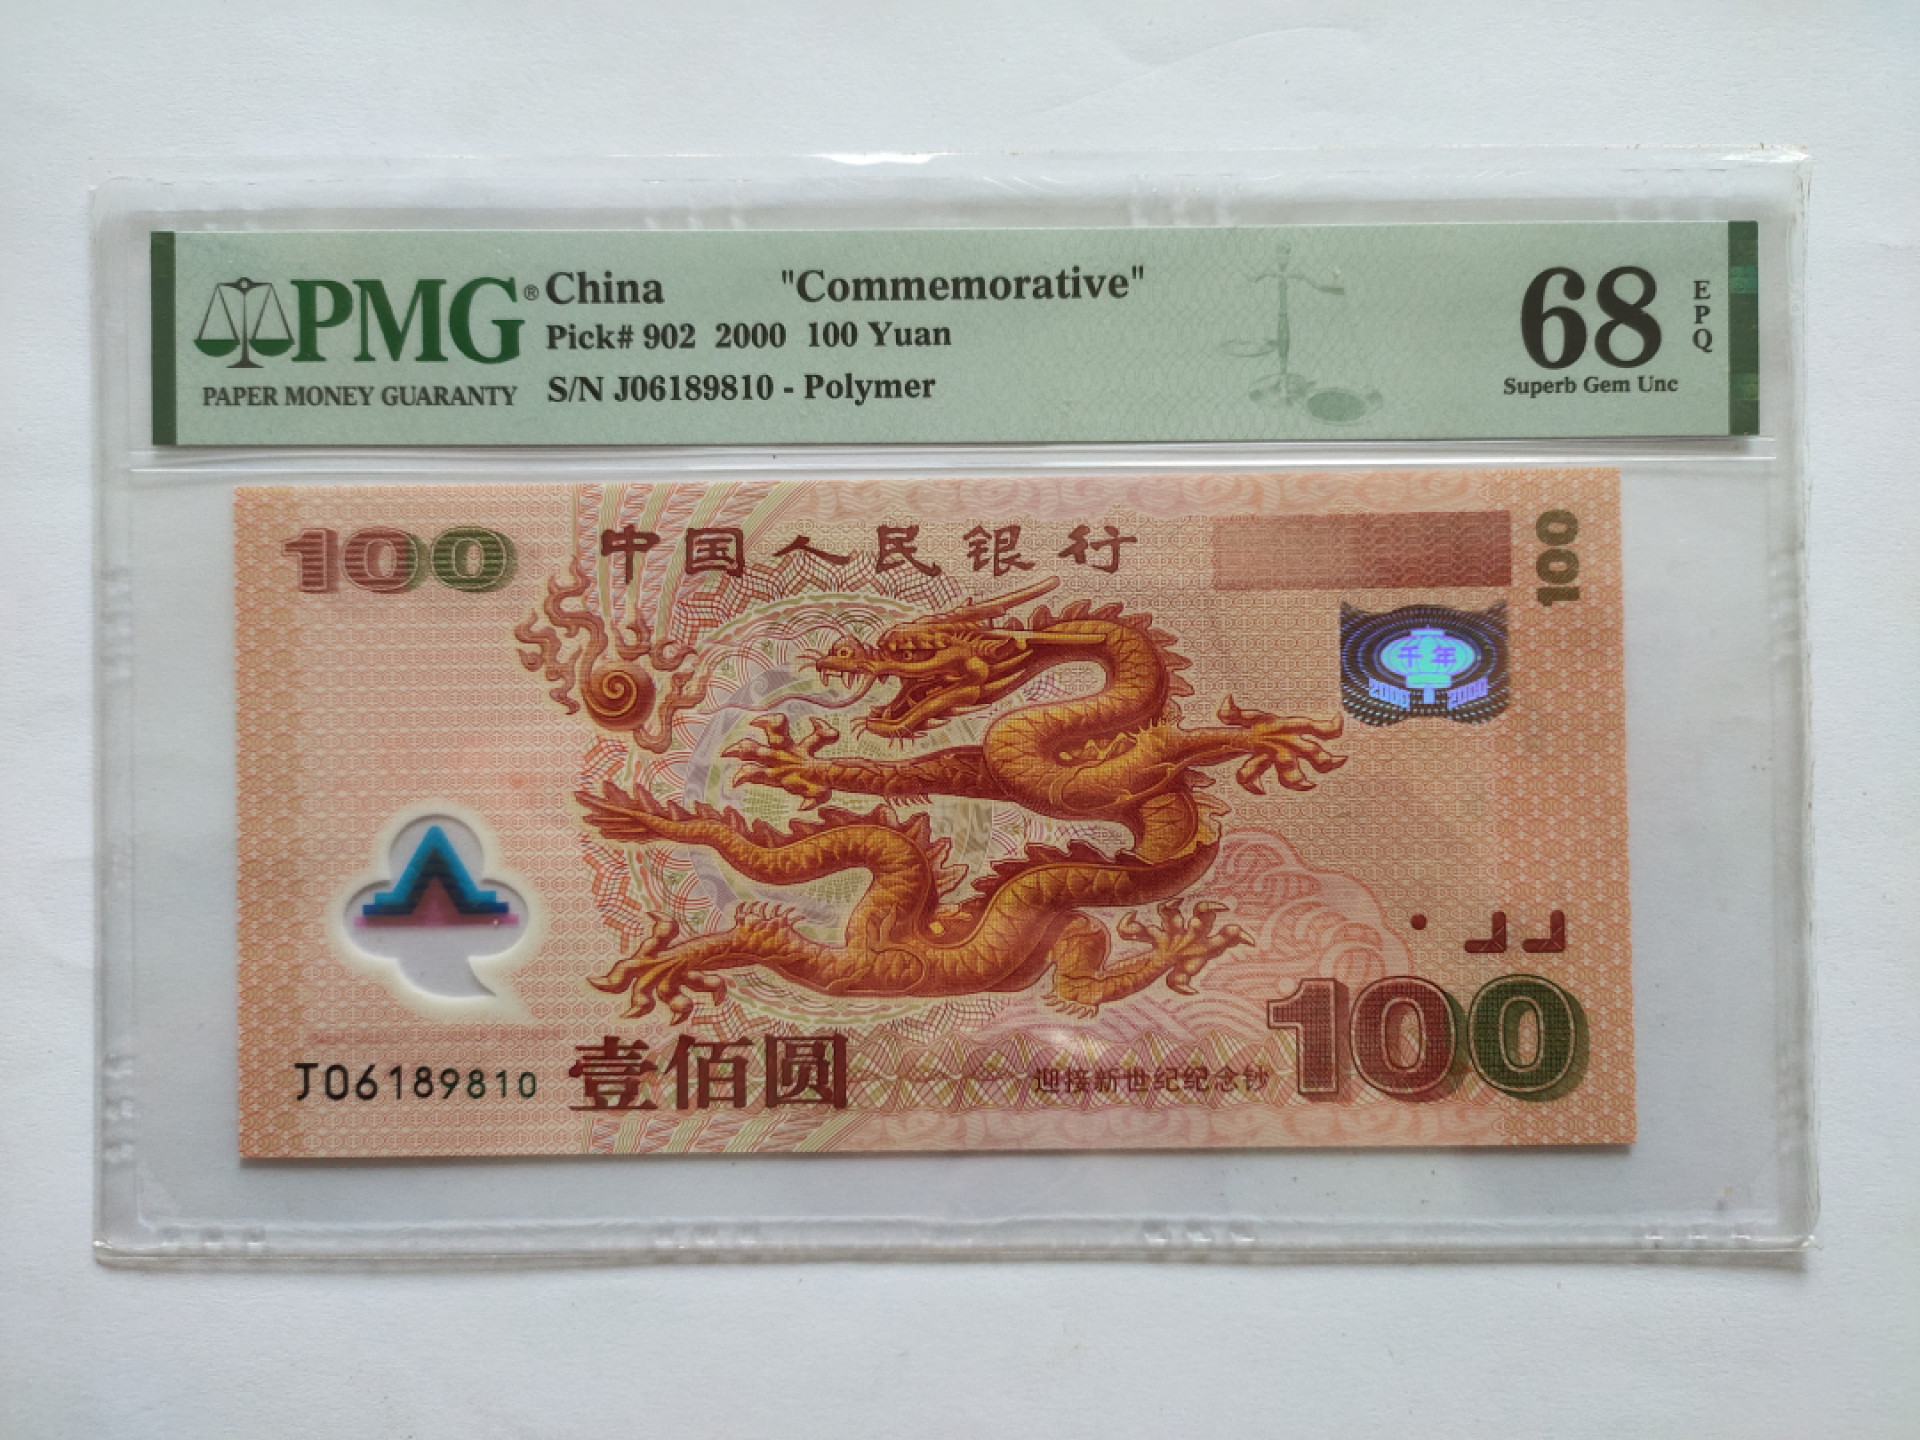 PMG®
PAPER MONEY GUARANTY
China "Commemorative"
Pick# 902 2000 100 Yuan
S/N J06189810 - Polymer
68
EPQ
Superb Gem Unc
100
中国人民银行
100
千年
2000 2000
J06189810
壹佰圆
迎接新世纪纪念钞
100